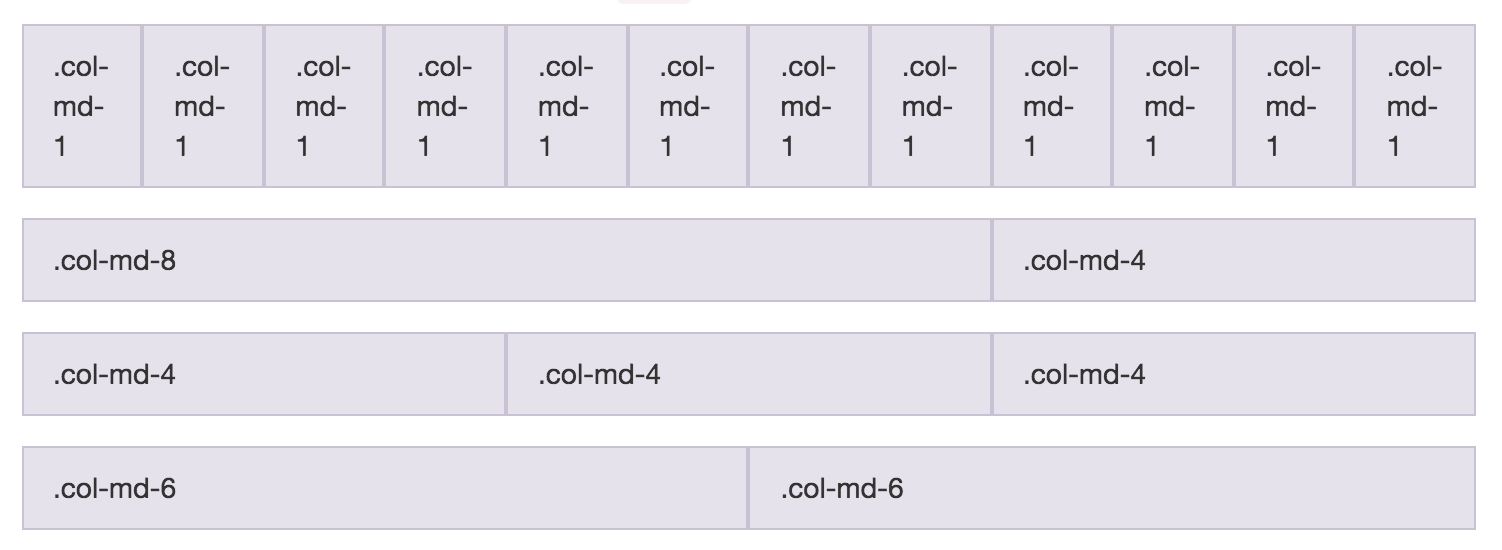 .col- .col- .col- .col- .col- .col- .col- .col- .col- .col- .col- .col-
md- md- md- md- md- md- md- md- md- md- md- md-
1 1 1 1 1 1 1 1 1 1 1 1
.col-md-8 .col-md-4
.col-md-4 .col-md-4 .col-md-4
.col-md-6 .col-md-6